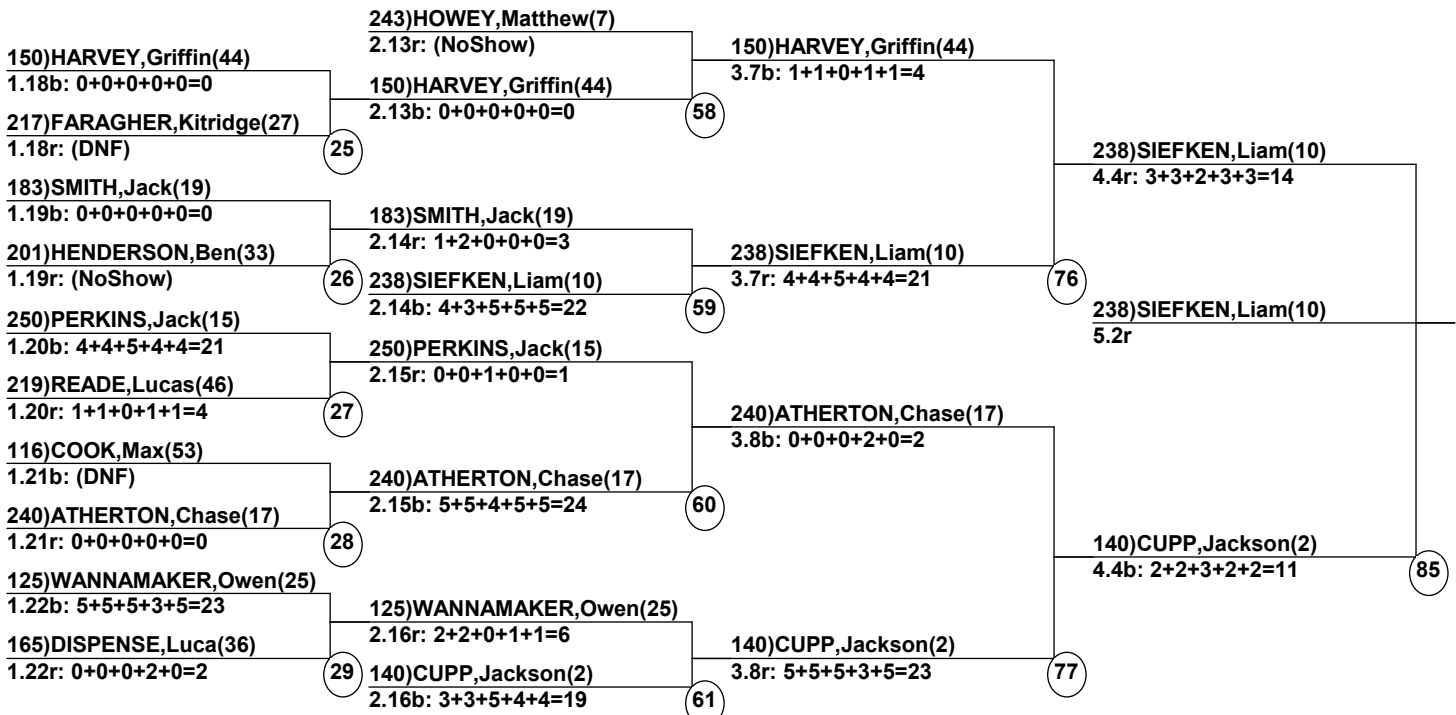 150)HARVEY,Griffin(44)
1.18b: 0+0+0+0+0=0
217)FARAGHER,Kitridge(27)
1.18r: (DNF)
25
183)SMITH,Jack(19)
1.19b: 0+0+0+0+0=0
201)HENDERSON,Ben(33)
1.19r: (NoShow)
26
250)PERKINS,Jack(15)
1.20b: 4+4+5+4+4=21
219)READE,Lucas(46)
1.20r: 1+1+0+1+1=4
27
116)COOK,Max(53)
1.21b: (DNF)
240)ATHERTON,Chase(17)
1.21r: 0+0+0+0+0=0
28
125)WANNAMAKER,Owen(25)
1.22b: 5+5+5+3+5=23
165)DISPENSE,Luca(36)
1.22r: 0+0+0+2+0=2
29
243)HOWEY,Matthew(7)
2.13r: (NoShow)
150)HARVEY,Griffin(44)
2.13b: 0+0+0+0+0=0
58
183)SMITH,Jack(19)
2.14r: 1+2+0+0+0=3
238)SIEFKEN,Liam(10)
2.14b: 4+3+5+5+5=22
59
250)PERKINS,Jack(15)
2.15r: 0+0+1+0+0=1
240)ATHERTON,Chase(17)
2.15b: 5+5+4+5+5=24
60
125)WANNAMAKER,Owen(25)
2.16r: 2+2+0+1+1=6
140)CUPP,Jackson(2)
2.16b: 3+3+5+4+4=19
61
150)HARVEY,Griffin(44)
3.7b: 1+1+0+1+1=4
238)SIEFKEN,Liam(10)
3.7r: 4+4+5+4+4=21
76
240)ATHERTON,Chase(17)
3.8b: 0+0+0+2+0=2
140)CUPP,Jackson(2)
3.8r: 5+5+5+3+5=23
77
238)SIEFKEN,Liam(10)
4.4r: 3+3+2+3+3=14
140)CUPP,Jackson(2)
4.4b: 2+2+3+2+2=11
85
238)SIEFKEN,Liam(10)
5.2r